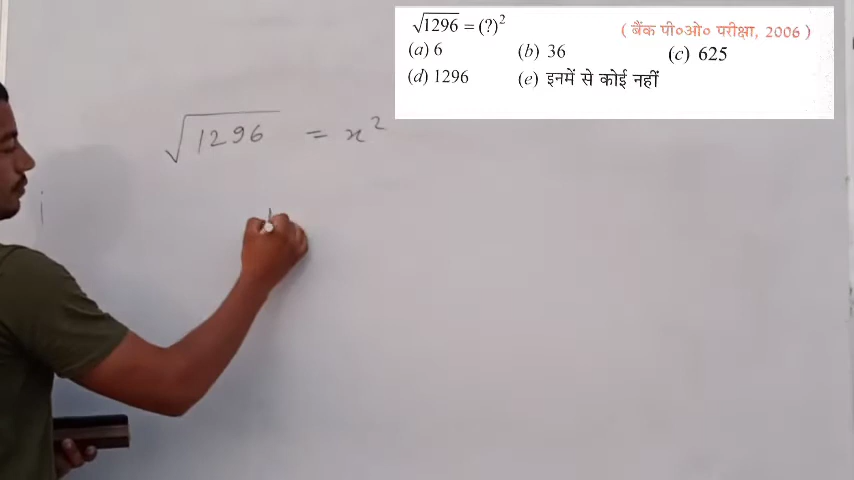 √1296 = (?)²
( बैंक पी०ओ० परीक्षा, 2006 )
(a) 6 (b) 36 (c) 625
(d) 1296 (e) इनमें से कोई नहीं
√1296 = x²